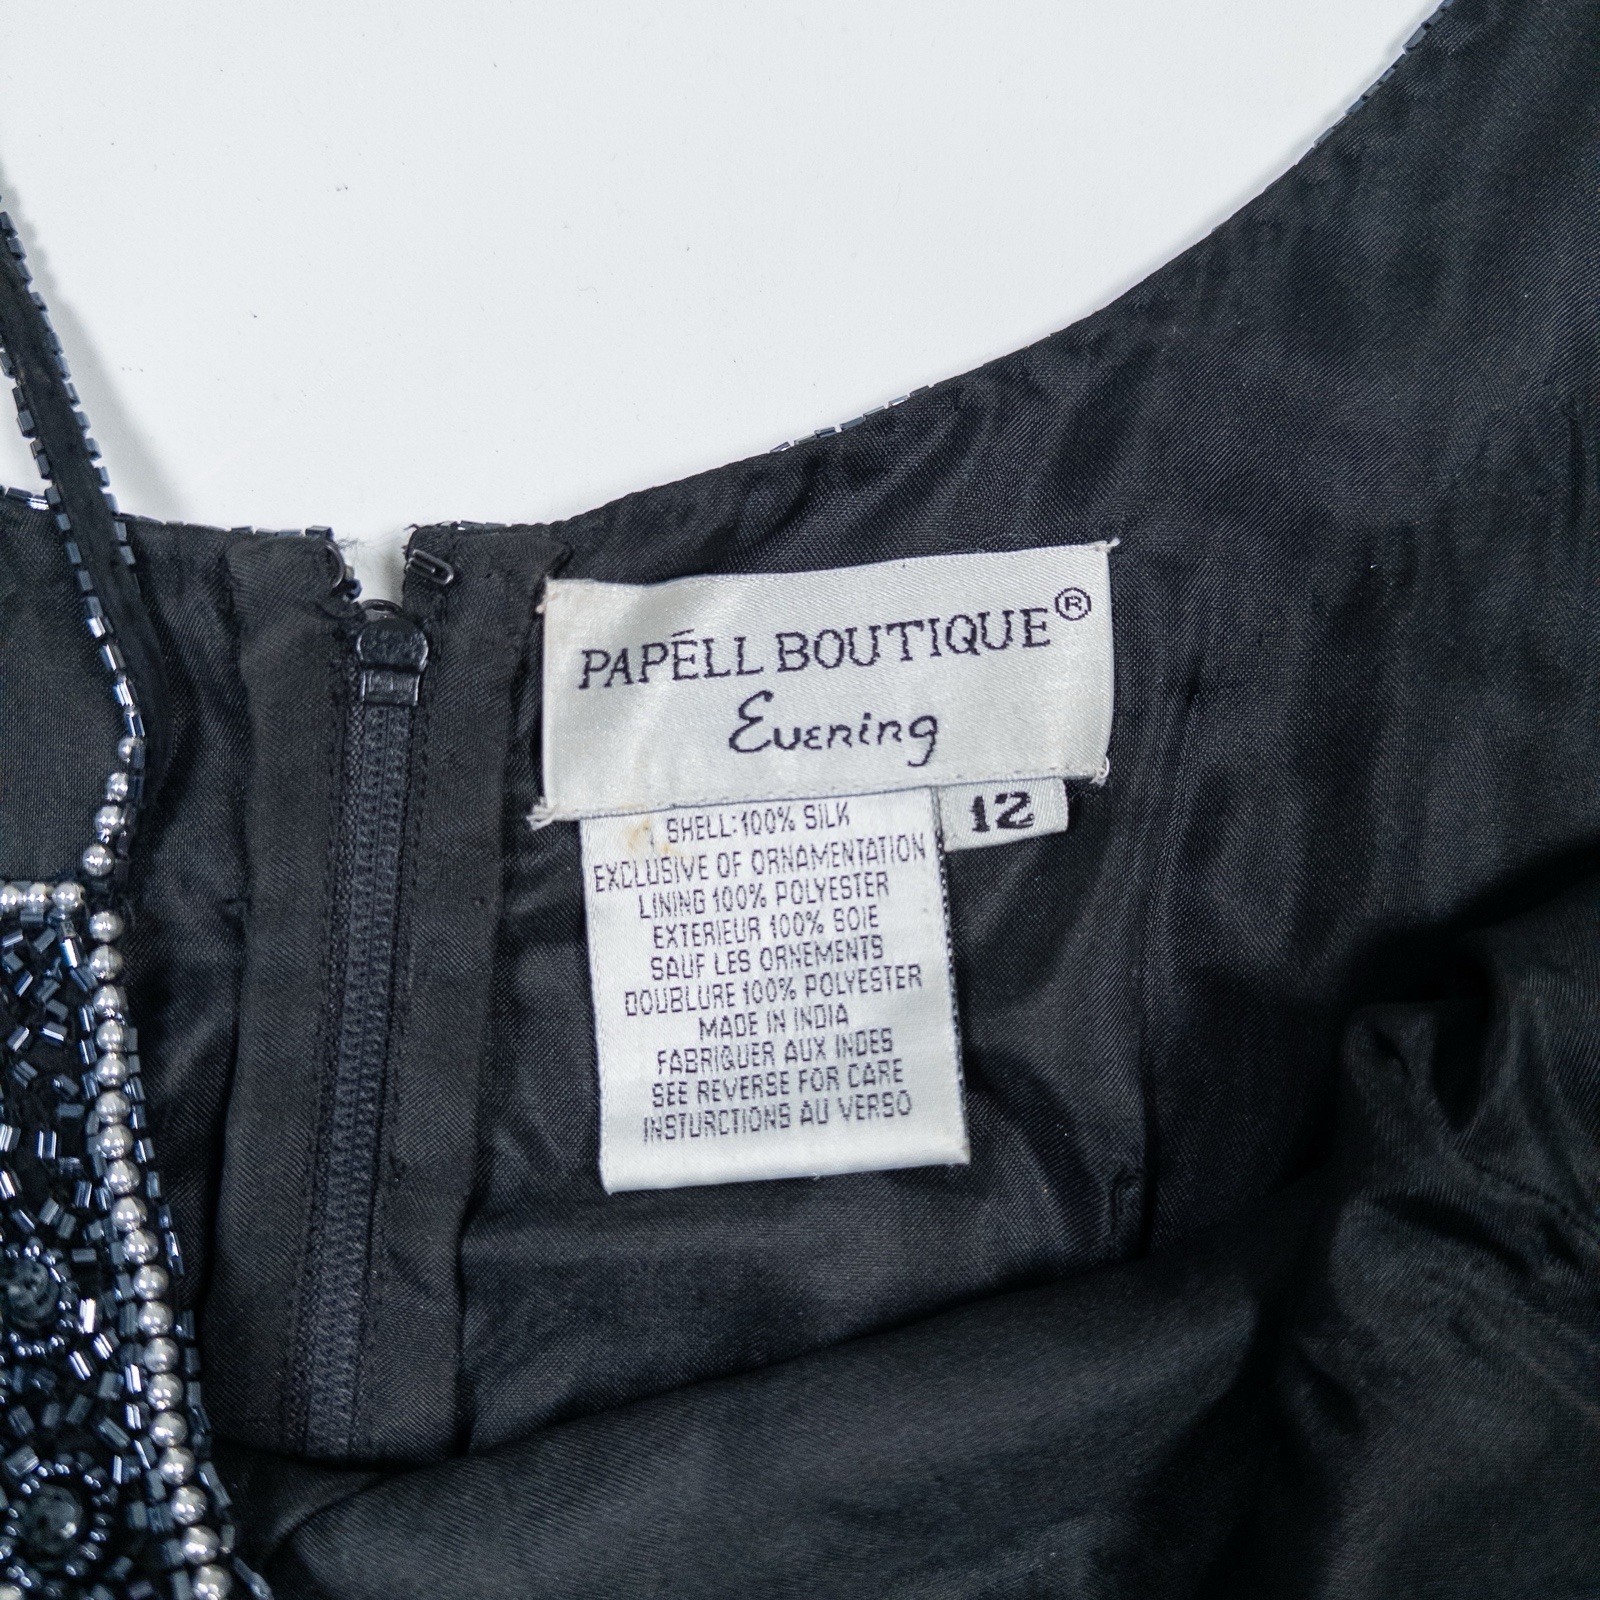 PAPÉLL BOUTIQUE®
Evening
12
SHELL:100% SILK
EXCLUSIVE OF ORNAMENTATION
LINING 100% POLYESTER
EXTERIEUR 100% SOIE
SAUF LES ORNEMENTS
DOUBLURE 100% POLYESTER
MADE IN INDIA
FABRIQUER AUX INDES
SEE REVERSE FOR CARE
INSTURCTIONS AU VERSO